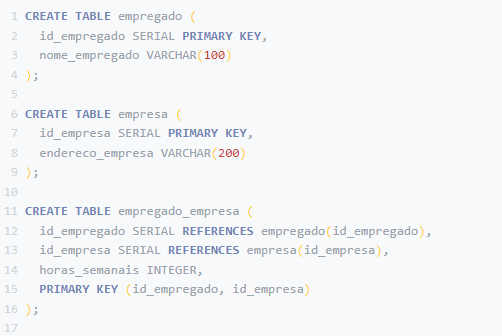 1 CREATE TABLE empregado (
2 id_empregado SERIAL PRIMARY KEY,
3 nome_empregado VARCHAR(100)
4 );
5
6 CREATE TABLE empresa (
7 id_empresa SERIAL PRIMARY KEY,
8 endereco_empresa VARCHAR(200)
9 );
10
11 CREATE TABLE empregado_empresa (
12 id_empregado SERIAL REFERENCES empregado(id_empregado),
13 id_empresa SERIAL REFERENCES empresa(id_empresa),
14 horas_semanais INTEGER,
15 PRIMARY KEY (id_empregado, id_empresa)
16 );
17